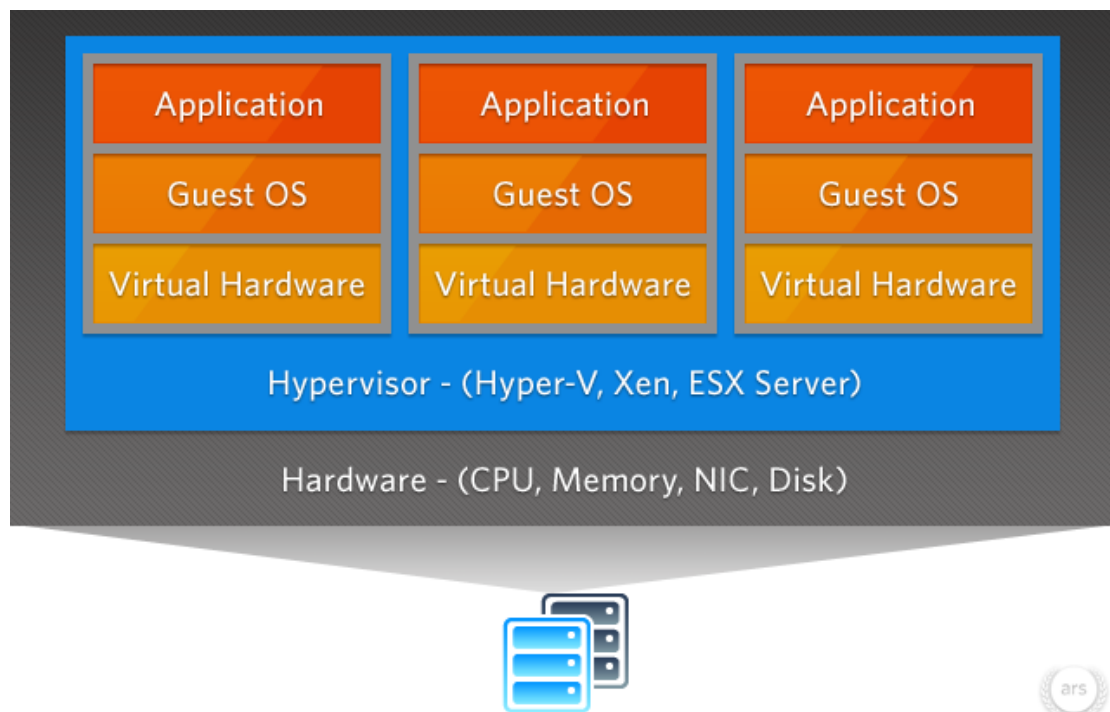 Application Application Application
Guest OS Guest OS Guest OS
Virtual Hardware Virtual Hardware Virtual Hardware
Hypervisor - (Hyper-V, Xen, ESX Server)
Hardware - (CPU, Memory, NIC, Disk)
ars